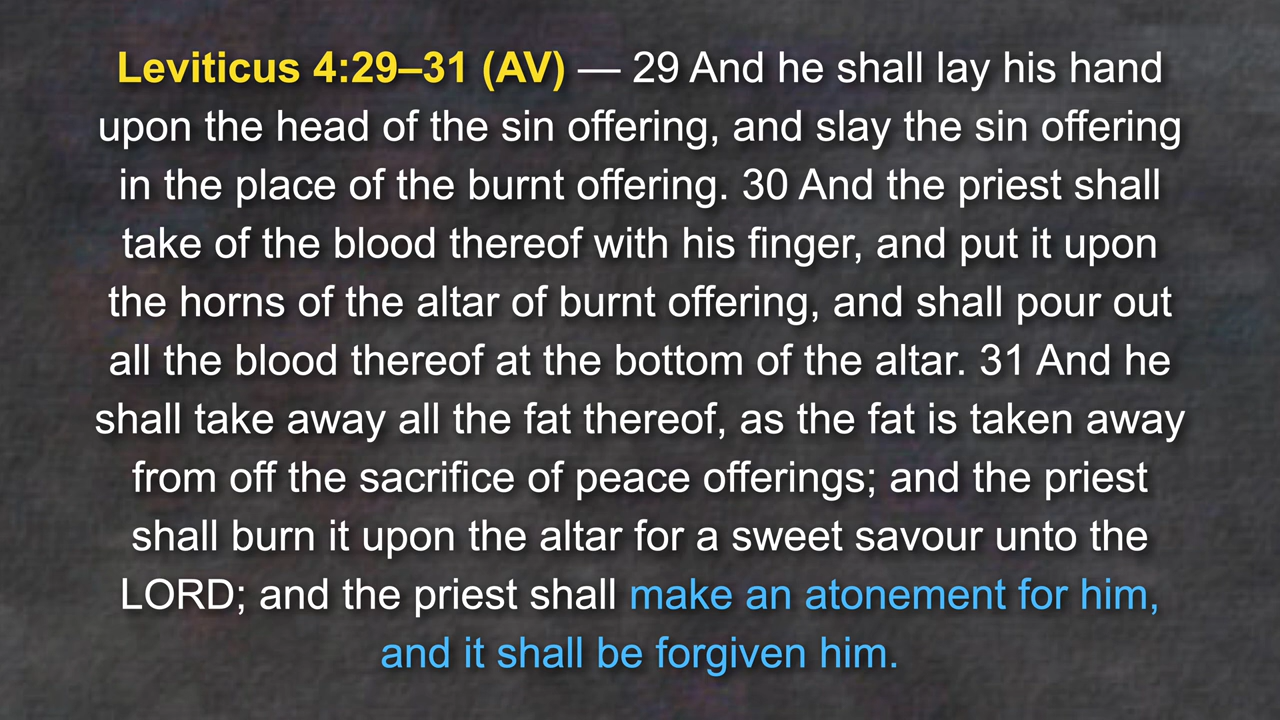 Leviticus 4:29–31 (AV) — 29 And he shall lay his hand
upon the head of the sin offering, and slay the sin offering
in the place of the burnt offering. 30 And the priest shall
take of the blood thereof with his finger, and put it upon
the horns of the altar of burnt offering, and shall pour out
all the blood thereof at the bottom of the altar. 31 And he
shall take away all the fat thereof, as the fat is taken away
from off the sacrifice of peace offerings; and the priest
shall burn it upon the altar for a sweet savour unto the
LORD; and the priest shall make an atonement for him,
and it shall be forgiven him.